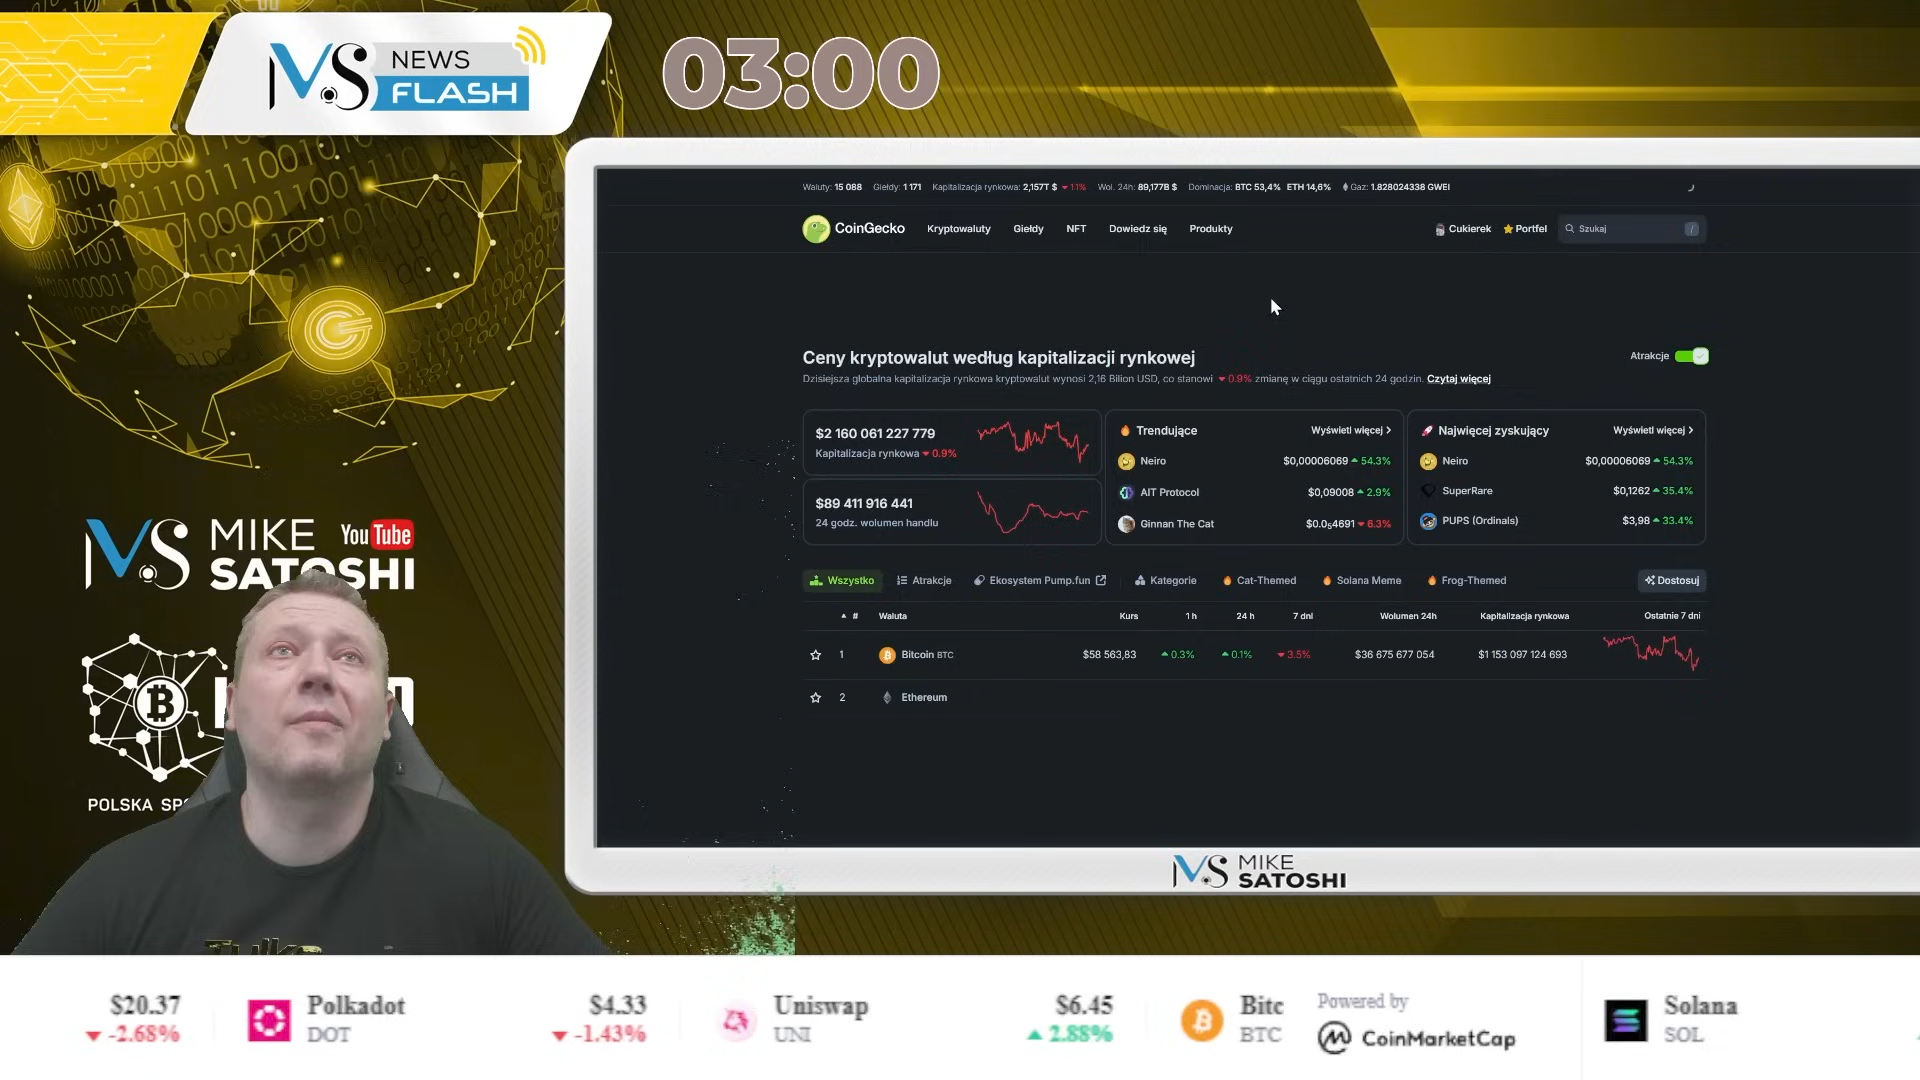 MS NEWS
FLASH
03:00
Waluty: 15 088 Giełdy: 1 171 Kapitalizacja rynkowa: 2,157T $ 1.1% Wol. 24h: 89,177B $ Dominacja: BTC 53,4% ETH 14,6% Gaz: 1.828024338 GWEI
CoinGecko Kryptowaluty Giełdy NFT Dowiedz się Produkty Cukierek Portfel Szukaj /
Ceny kryptowalut według kapitalizacji rynkowej
Atrakcje
Dzisiejsza globalna kapitalizacja rynkowa kryptowalut wynosi 2,16 Bilion USD, co stanowi 0.9% zmianę w ciągu ostatnich 24 godzin. Czytaj więcej
$2 160 061 227 779
Kapitalizacja rynkowa 0.9%
$89 411 916 441
24 godz. wolumen handlu
Trendujące Wyświetl więcej
Neiro $0,00006069 54.3%
AIT Protocol $0,09008 2.9%
Ginnan The Cat $0.0₅4691 6.3%
Najwięcej zyskujący Wyświetl więcej
Neiro $0,00006069 54.3%
SuperRare $0,1262 35.4%
PUPS (Ordinals) $3,98 33.4%
Wszystko Atrakcje Ekosystem Pump.fun Kategorie Cat-Themed Solana Meme Frog-Themed Dostosuj
# Waluta Kurs 1 h 24 h 7 dni Wolumen 24h Kapitalizacja rynkowa Ostatnie 7 dni
1 Bitcoin BTC $58 563,83 0.3% 0.1% 3.5% $36 675 677 054 $1 153 097 124 693
2 Ethereum
MS MIKE SATOSHI
YouTube
POLSKA
MS MIKE SATOSHI
$20.37
-2.68%
Polkadot
DOT
$4.33
-1.43%
Uniswap
UNI
$6.45
2.88%
Bitc
BTC
Powered by
CoinMarketCap
Solana
SOL